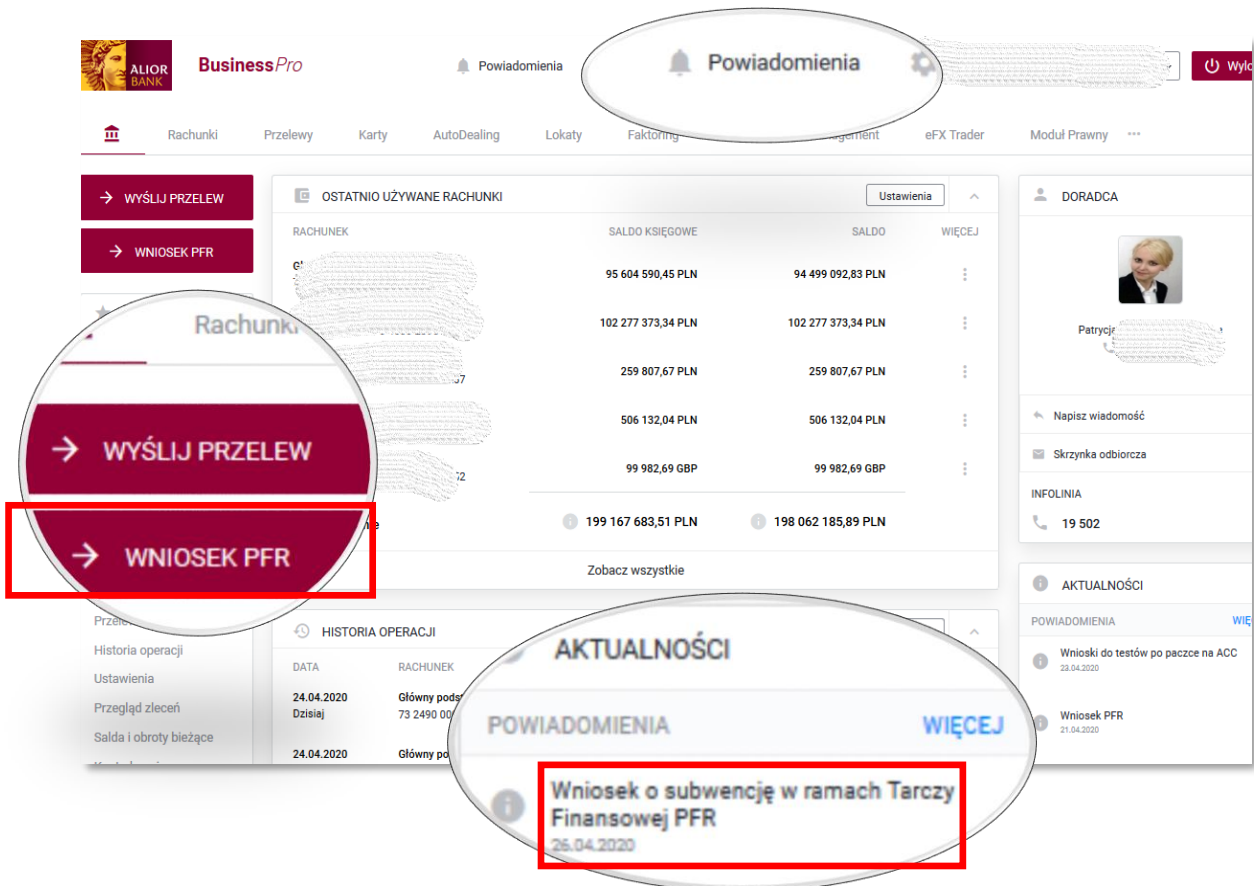 ALIOR
BANK
BusinessPro
Powiadomienia
Powiadomienia
Rachunki Przelewy Karty AutoDealing Lokaty Faktoring eFX Trader Moduł Prawny
WYŚLIJ PRZELEW
WNIOSEK PFR
OSTATNIO UŻYWANE RACHUNKI Ustawienia
RACHUNEK SALDO KSIĘGOWE SALDO WIĘCEJ
95 604 590,45 PLN 94 499 092,83 PLN
102 277 373,34 PLN 102 277 373,34 PLN
259 807,67 PLN 259 807,67 PLN
506 132,04 PLN 506 132,04 PLN
99 982,69 GBP 99 982,69 GBP
199 167 683,51 PLN 198 062 185,89 PLN
Zobacz wszystkie
Rachunki
WYŚLIJ PRZELEW
WNIOSEK PFR
Historia operacji
Ustawienia
Przegląd zleceń
Salda i obroty bieżące
HISTORIA OPERACJI
DATA RACHUNEK
24.04.2020 Główny
Dzisiaj 73 2490
24.04.2020 Główny
AKTUALNOŚCI
POWIADOMIENIA WIĘCEJ
Wniosek o subwencję w ramach Tarczy
Finansowej PFR
26.04.2020
DORADCA
Napisz wiadomość
Skrzynka odbiorcza
INFOLINIA
19 502
AKTUALNOŚCI
POWIADOMIENIA
Wnioski do testów po paczce na ACC
23.04.2020
Wniosek PFR
21.04.2020